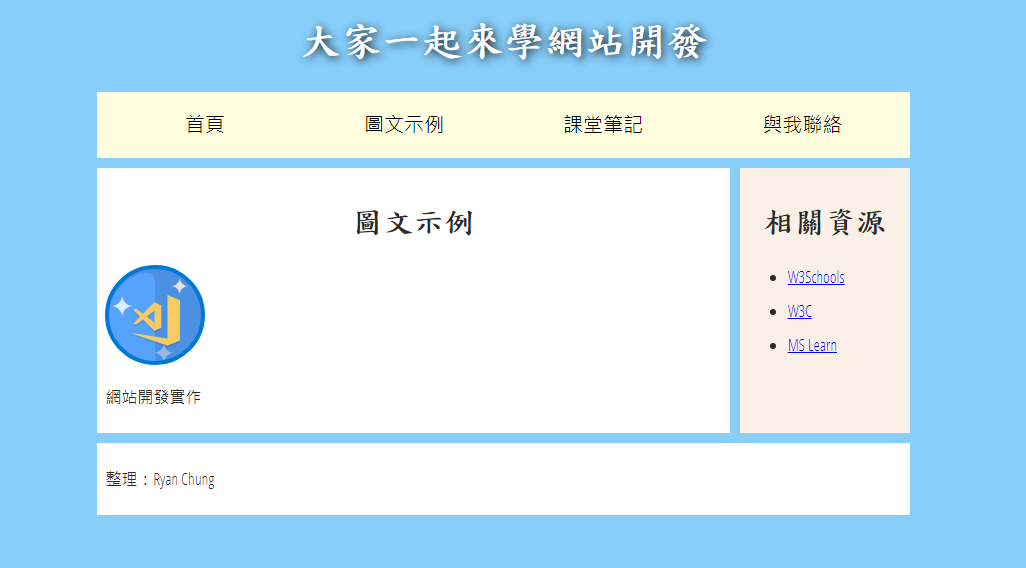 大家一起來學網站開發
首頁 圖文示例 課堂筆記 與我聯絡
圖文示例
網站開發實作
相關資源
W3Schools
W3C
MS Learn
整理：Ryan Chung